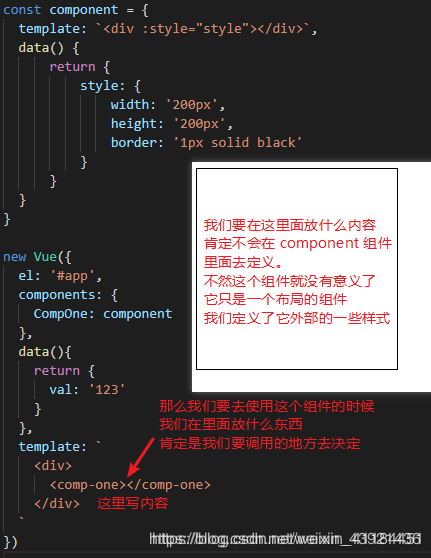 const component = {
  template: `<div :style="style"></div>`,
  data() {
      return {
          style: {
              width: '200px',
              height: '200px',
              border: '1px solid black'
          }
      }
  }
}
我们要在这里面放什么内容
肯定不会在 component 组件
里面去定义。
不然这个组件就没有意义了
它只是一个布局的组件
我们定义了它外部的一些样式
new Vue({
  el: '#app',
  components: {
    CompOne: component
  },
  data(){
    return {
      val: '123'
    }
  },
那么我们要去使用这个组件的时候
我们在里面放什么东西
肯定是我们要调用的地方去决定
  template: `
    <div>
      <comp-one></comp-one>
    </div> 这里写内容
  `
})